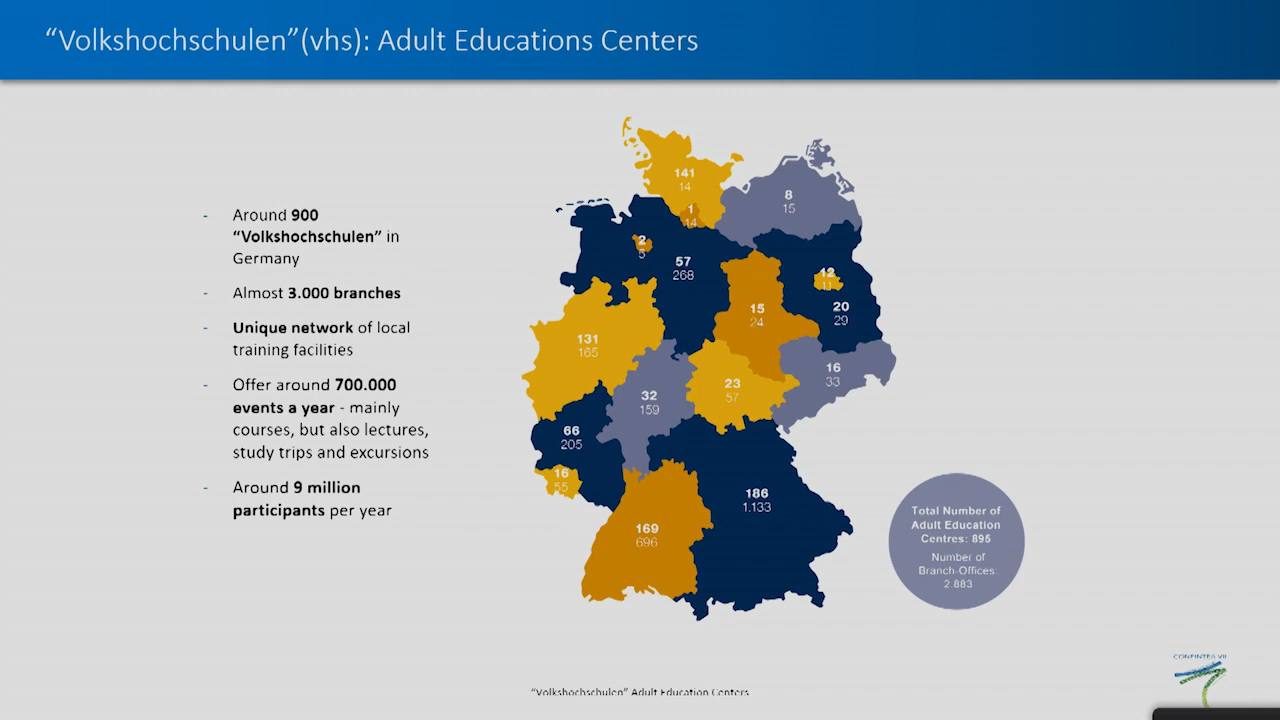 “Volkshochschulen”(vhs): Adult Educations Centers
- Around 900
“Volkshochschulen” in
Germany
- Almost 3.000 branches
- Unique network of local
training facilities
- Offer around 700.000
events a year - mainly
courses, but also lectures,
study trips and excursions
- Around 9 million
participants per year
141
14
8
15
1
14
2
5
57
268
12
11
20
29
15
24
131
165
16
33
23
57
32
159
66
205
16
55
186
1.133
169
696
Total Number of
Adult Education
Centres: 895
Number of
Branch-Offices:
2.883
CONFINTEA VII
“Volkshochschulen” Adult Education Centers